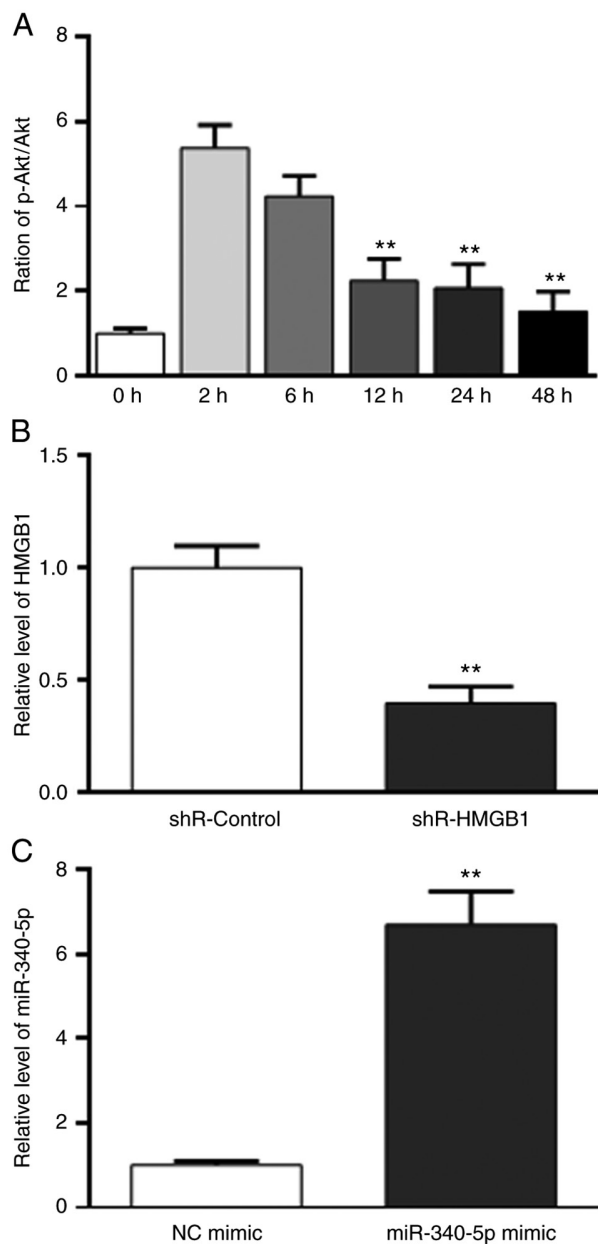 A
Ration of p-Akt/Akt
8
6
4
2
0
**
**
**
0 h
2 h
6 h
12 h
24 h
48 h
B
Relative level of HMGB1
1.5
1.0
0.5
0.0
**
shR-Control
shR-HMGB1
C
Relative level of miR-340-5p
8
6
4
2
0
**
NC mimic
miR-340-5p mimic